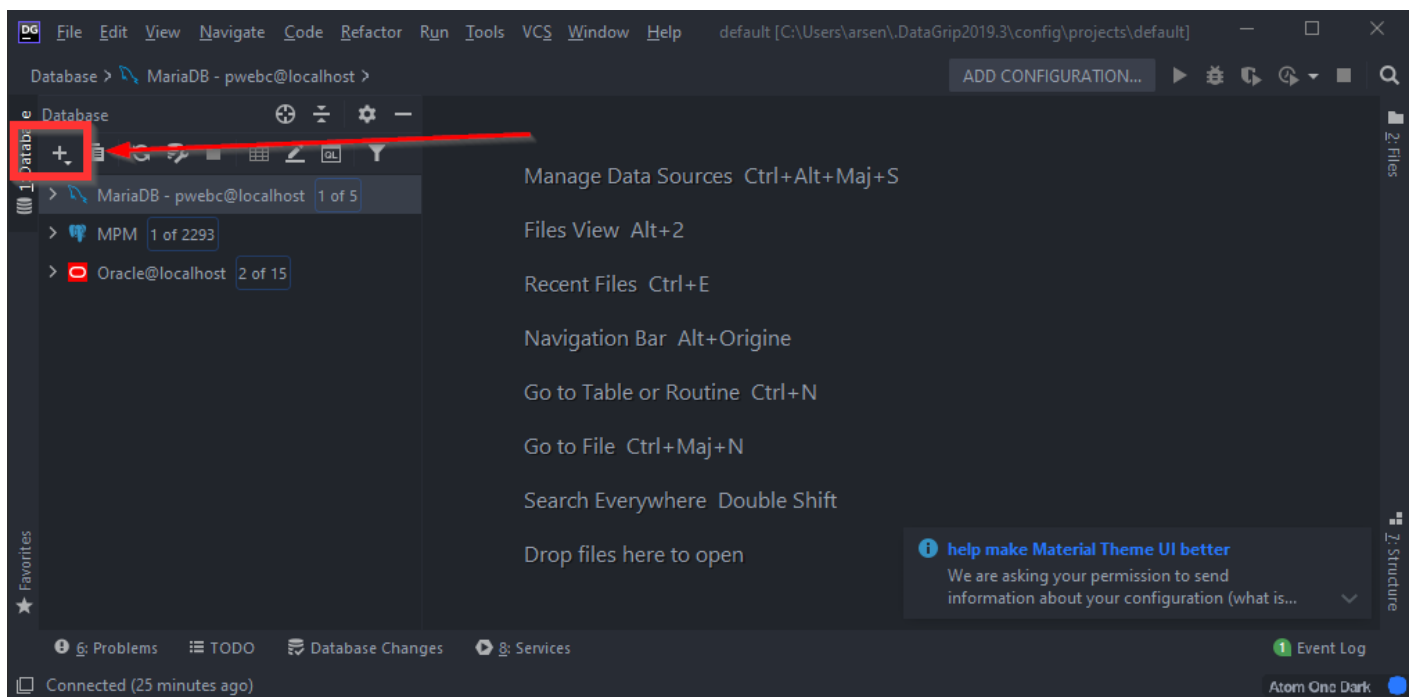 DG File Edit View Navigate Code Refactor Run Tools VCS Window Help default [C:\Users\arsen\.DataGrip2019.3\config\projects\default]
Database > MariaDB - pwebc@localhost >
ADD CONFIGURATION...
1: Database
Database
QL
MariaDB - pwebc@localhost 1 of 5
MPM 1 of 2293
Oracle@localhost 2 of 15
Manage Data Sources Ctrl+Alt+Maj+S
Files View Alt+2
Recent Files Ctrl+E
Navigation Bar Alt+Origine
Go to Table or Routine Ctrl+N
Go to File Ctrl+Maj+N
Search Everywhere Double Shift
Drop files here to open
2: Files
7: Structure
Favorites
help make Material Theme UI better
We are asking your permission to send
information about your configuration (what is...
6: Problems TODO Database Changes 8: Services 1 Event Log
Connected (25 minutes ago) Atom One Dark